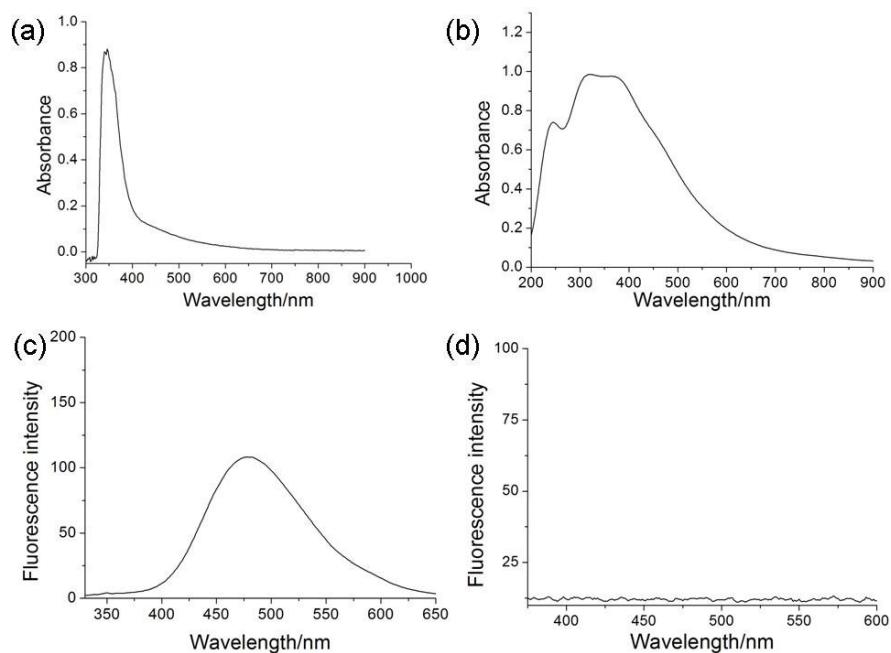 (a)
1.0
0.8
0.6
0.4
0.2
0.0
Absorbance
300 400 500 600 700 800 900 1000
Wavelength/nm
(b)
1.2
1.0
0.8
0.6
0.4
0.2
0.0
Absorbance
200 300 400 500 600 700 800 900
Wavelength/nm
(c)
200
150
100
50
0
Fluorescence intensity
350 400 450 500 550 600 650
Wavelength/nm
(d)
100
75
50
25
Fluorescence intensity
400 450 500 550 600
Wavelength/nm